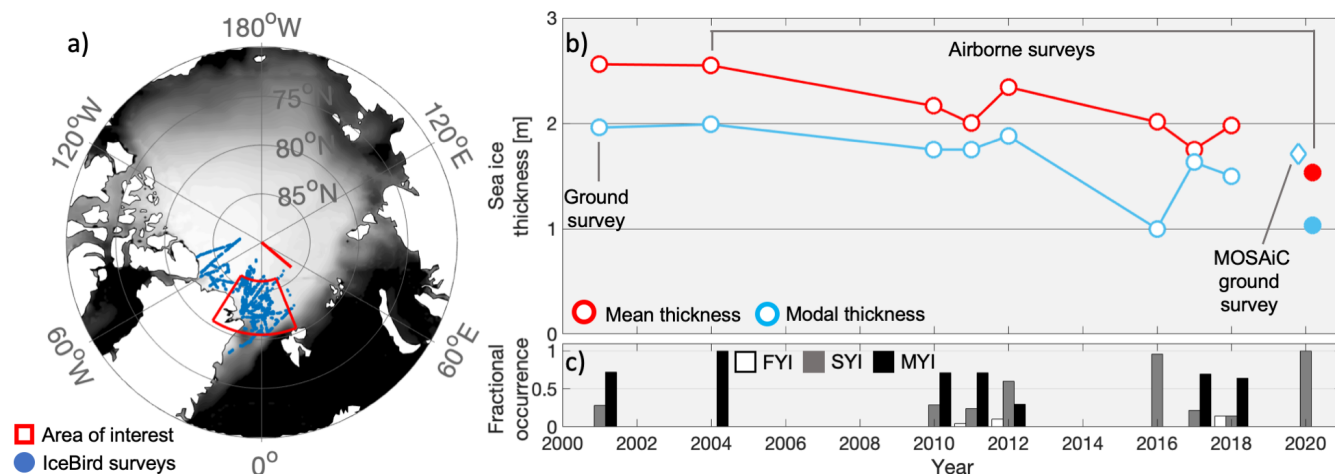 a)
180°W
120°W
120°E
75°N
80°N
85°N
60°W
60°E
0°
Area of interest
IceBird surveys
b)
Sea ice
thickness [m]
3
2
1
0
Airborne surveys
Ground
survey
MOSAiC
ground
survey
Mean thickness
Modal thickness
c)
Fractional
occurrence
1
0.5
0
FYI
SYI
MYI
2000 2002 2004 2006 2008 2010 2012 2014 2016 2018 2020
Year